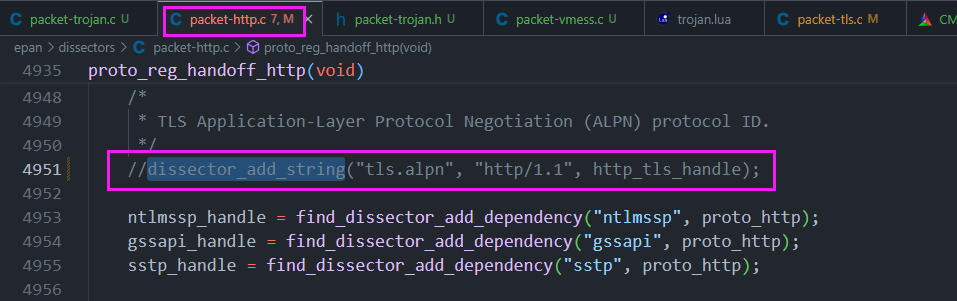 packet-trojan.c U packet-http.c 7, M packet-trojan.h U packet-vmess.c U trojan.lua packet-tls.c M CM
epan > dissectors > packet-http.c > proto_reg_handoff_http(void)
4935 proto_reg_handoff_http(void)
4948 /*
4949 * TLS Application-Layer Protocol Negotiation (ALPN) protocol ID.
4950 */
4951 //dissector_add_string("tls.alpn", "http/1.1", http_tls_handle);
4952
4953 ntlmssp_handle = find_dissector_add_dependency("ntlmssp", proto_http);
4954 gssapi_handle = find_dissector_add_dependency("gssapi", proto_http);
4955 sstp_handle = find_dissector_add_dependency("sstp", proto_http);
4956